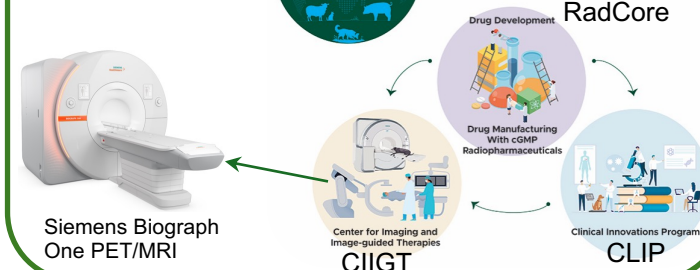 RadCore
Drug Development
Drug Manufacturing
With cGMP
Radiopharmaceuticals
Siemens Biograph
One PET/MRI
Center for Imaging and
Image-guided Therapies
CIIGT
Clinical Innovations Program
CLIP